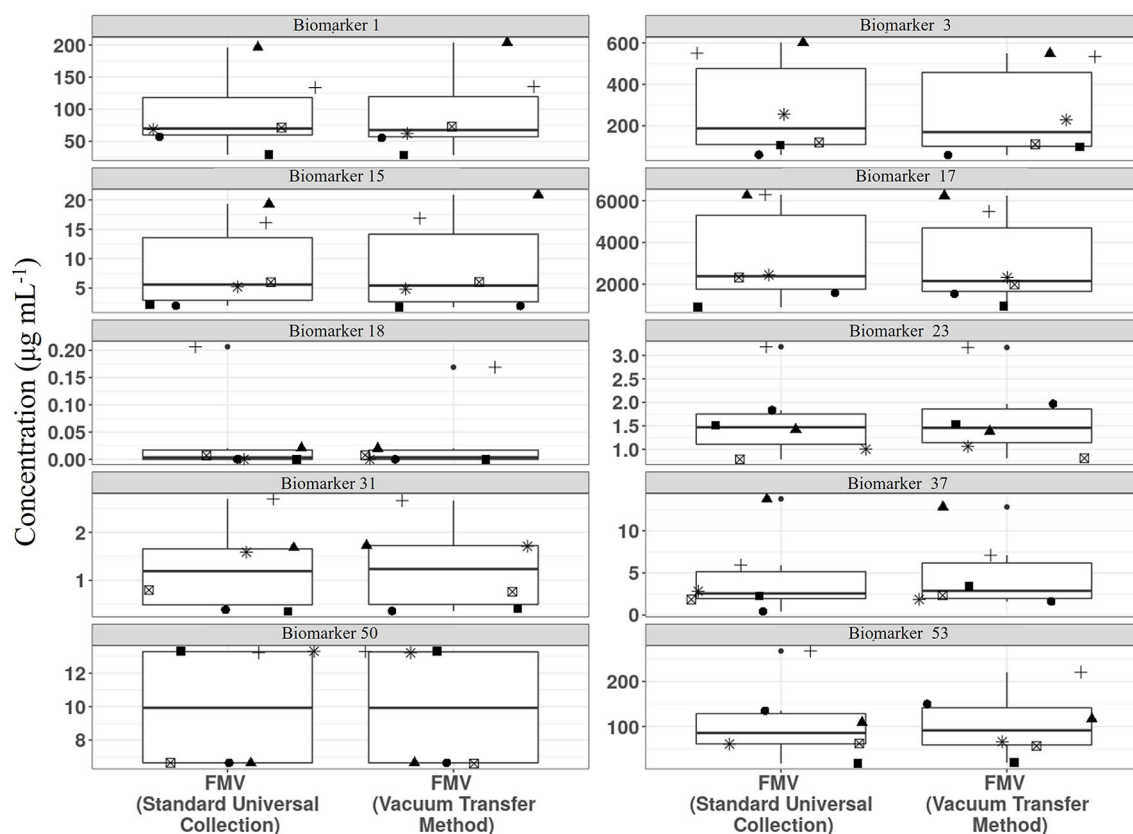 Biomarker 1
Biomarker 3
200
150
100
50
600
400
200
Biomarker 15
Biomarker 17
20
15
10
5
6000
4000
2000
Biomarker 18
Biomarker 23
0.20
0.15
0.10
0.05
0.00
3.0
2.5
2.0
1.5
1.0
Biomarker 31
Biomarker 37
2
1
10
5
0
Biomarker 50
Biomarker 53
12
10
8
200
100
Concentration (µg mL-1)
FMV
(Standard Universal
Collection)
FMV
(Vacuum Transfer
Method)
FMV
(Standard Universal
Collection)
FMV
(Vacuum Transfer
Method)